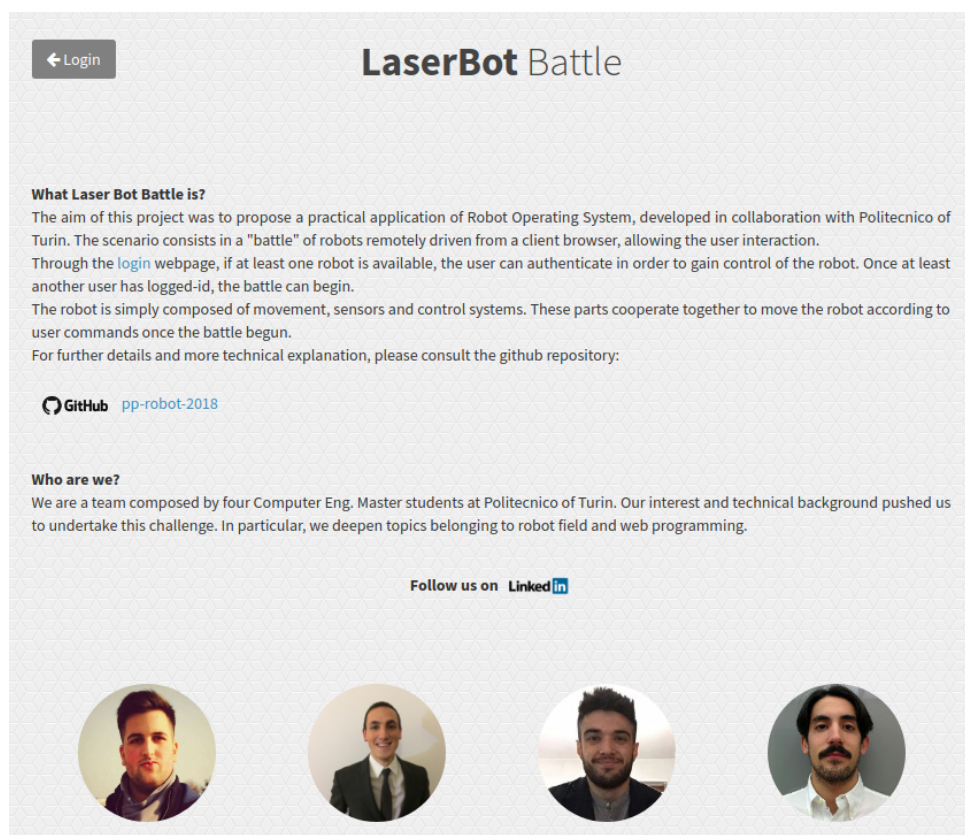 Login
LaserBot Battle
What Laser Bot Battle is?
The aim of this project was to propose a practical application of Robot Operating System, developed in collaboration with Politecnico of
Turin. The scenario consists in a "battle" of robots remotely driven from a client browser, allowing the user interaction.
Through the login webpage, if at least one robot is available, the user can authenticate in order to gain control of the robot. Once at least
another user has logged-id, the battle can begin.
The robot is simply composed of movement, sensors and control systems. These parts cooperate together to move the robot according to
user commands once the battle begun.
For further details and more technical explanation, please consult the github repository:
GitHub pp-robot-2018
Who are we?
We are a team composed by four Computer Eng. Master students at Politecnico of Turin. Our interest and technical background pushed us
to undertake this challenge. In particular, we deepen topics belonging to robot field and web programming.
Follow us on Linked in